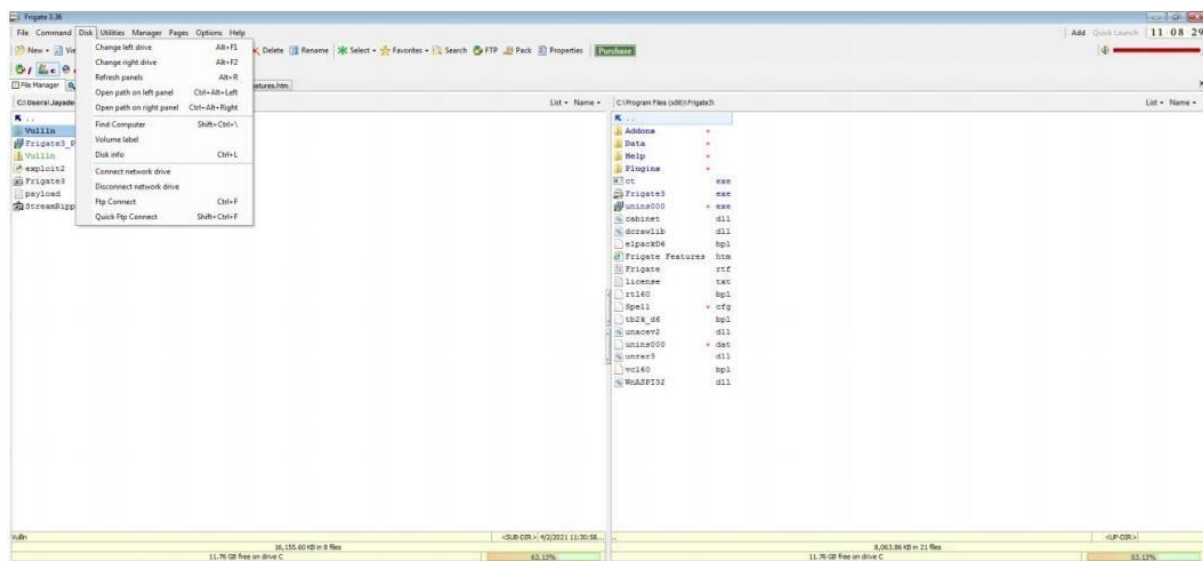 Frigate 3.36
File Command Disk Utilities Manager Pages Options Help
Add Quick Launch 11 08 29
New Delete Rename Select Favorites Search FTP Pack Properties Purchase
Change left drive Alt+F1
Change right drive Alt+F2
Refresh panels Alt+R
Open path on left panel Ctrl+Alt+Left
Open path on right panel Ctrl+Alt+Right
Find Computer Shift+Ctrl+\
Volume label
Disk info Ctrl+L
Connect network drive
Disconnect network drive
Ftp Connect Ctrl+F
Quick Ftp Connect Shift+Ctrl+F
File Manager atures.htm
C:\Users\Jayade List Name
..
Vulln
Frigate3_P
Vulln
exploit2
Frigate3
payload
StreamRipp
C:\Program Files (x86)\Frigate3\ List Name
..
Addons
Data
Help
Plugins
ct exe
Frigate3 exe
unins000 exe
cabinet dll
dcrawlib dll
elpackD6 bpl
Frigate Features htm
Frigate rtf
license txt
rtl60 bpl
Spell cfg
tb2k_d6 bpl
unacev2 dll
unins000 dat
unrar3 dll
vcl60 bpl
WnASPI32 dll
Vulln <SUB-DIR> 4/2/2021 11:30:58...
16,155.60 KB in 8 files
11.76 GB free on drive C 63.13%
.. <UP-DIR>
8,063.86 KB in 21 files
11.76 GB free on drive C 63.13%